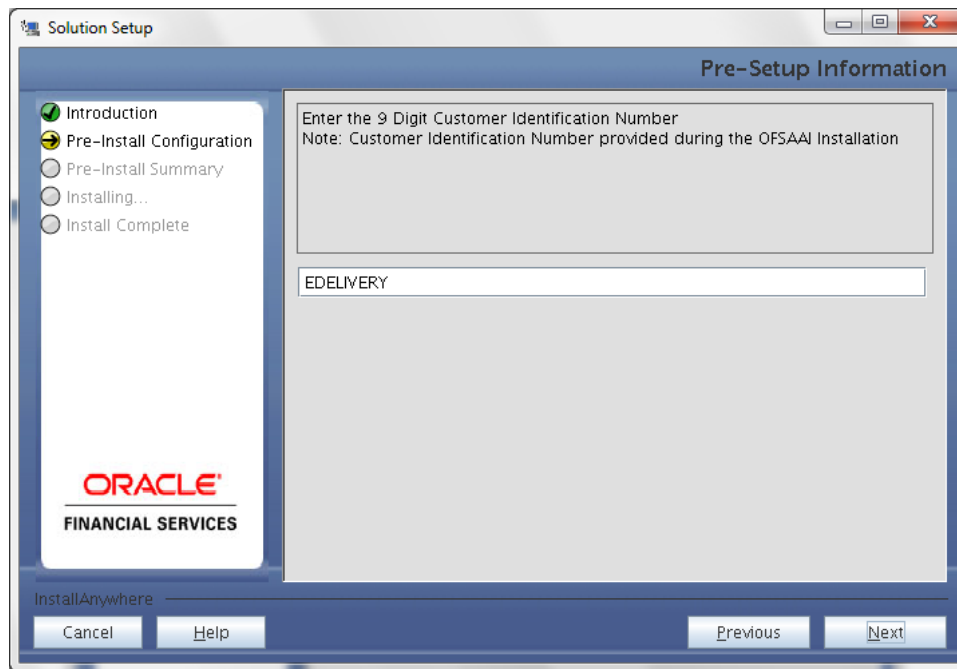 Solution Setup
Pre-Setup Information
Introduction
Pre-Install Configuration
Pre-Install Summary
Installing...
Install Complete
Enter the 9 Digit Customer Identification Number
Note: Customer Identification Number provided during the OFSAAI Installation
EDELIVERY
ORACLE
FINANCIAL SERVICES
InstallAnywhere
Cancel
Help
Previous
Next